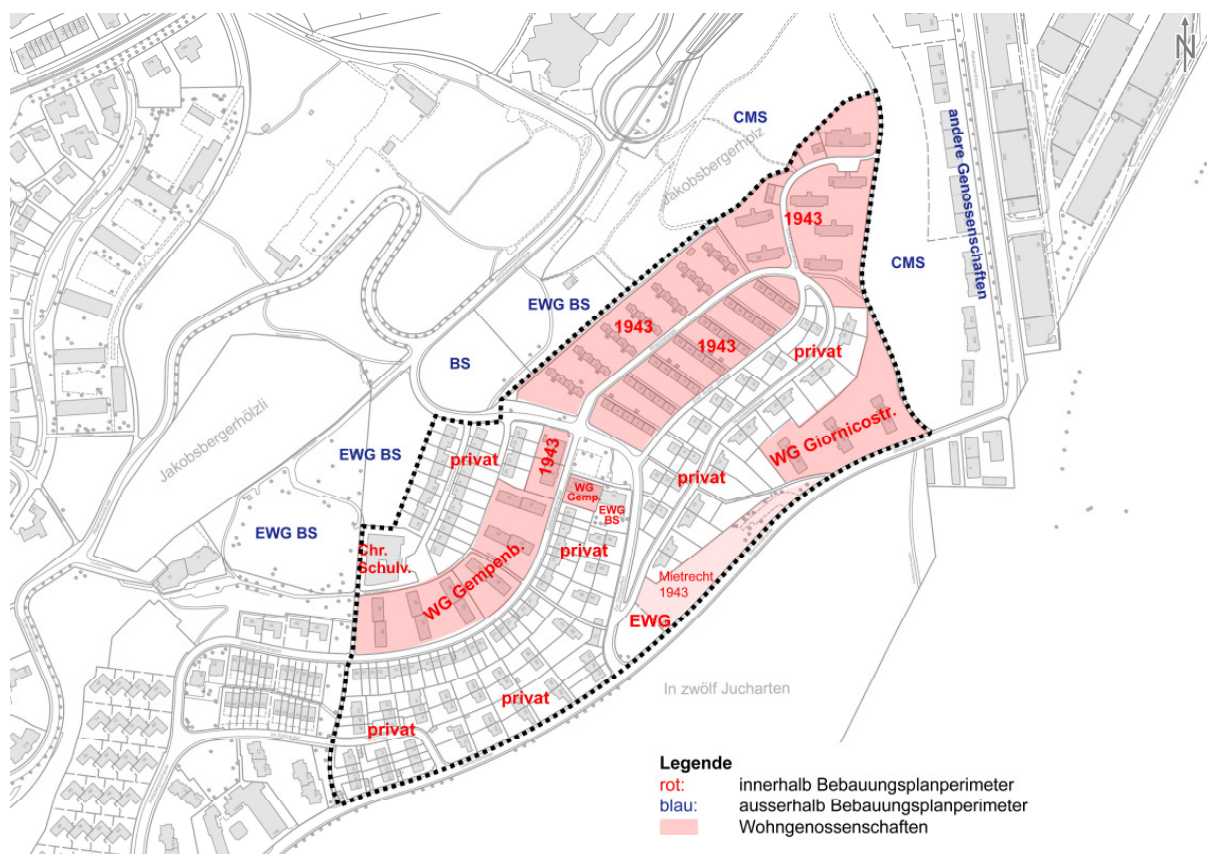 N
CMS
Jakobsbergerholz
andere Genossenschaften
1943
CMS
EWG BS
1943
1943
privat
BS
Jakobsbergerhölzli
WG Giornicostr.
EWG BS
privat
1943
privat
WG
Gemp.
EWG
BS
EWG BS
Chr.
Schulv.
privat
WG Gempenb.
Mietrecht
1943
EWG
In zwölf Jucharten
privat
privat
Legende
rot: innerhalb Bebauungsplanperimeter
blau: ausserhalb Bebauungsplanperimeter
Wohngenossenschaften